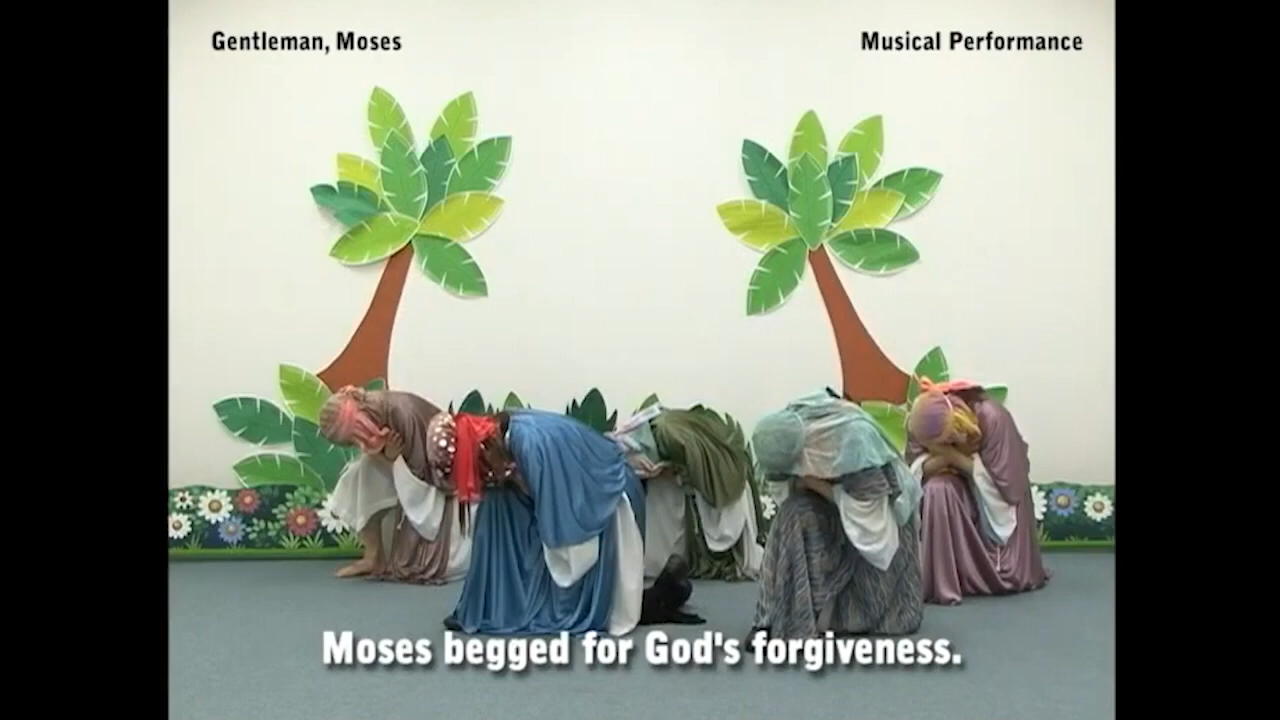 Gentleman, Moses
Musical Performance
Moses begged for God's forgiveness.